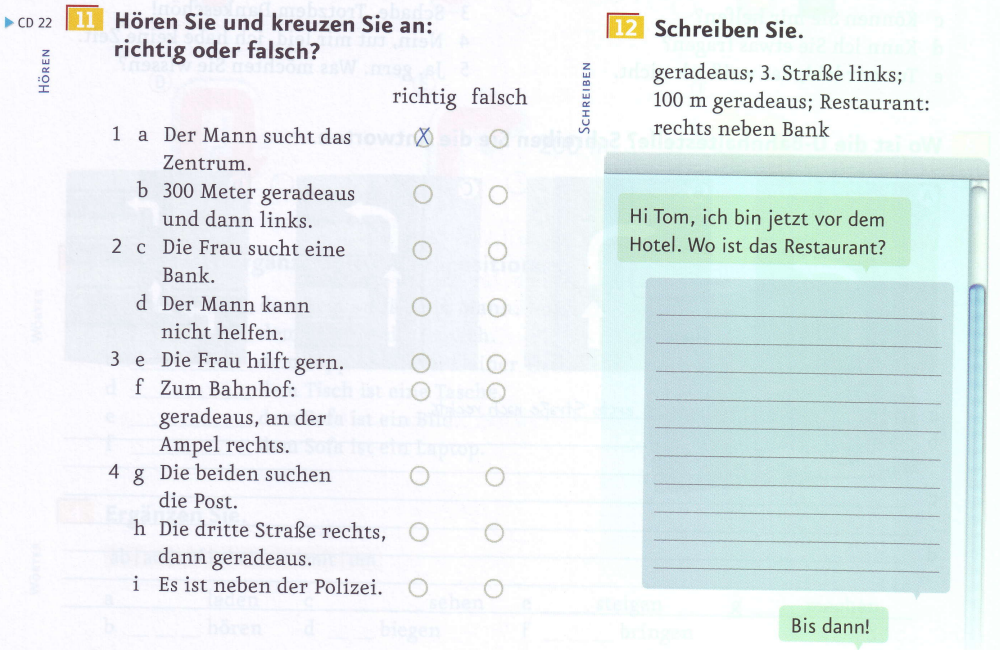 ▶ CD 22
HÖREN
11 Hören Sie und kreuzen Sie an:
richtig oder falsch?
richtig falsch
1 a Der Mann sucht das
Zentrum.
b 300 Meter geradeaus
und dann links.
2 c Die Frau sucht eine
Bank.
d Der Mann kann
nicht helfen.
3 e Die Frau hilft gern.
f Zum Bahnhof:
geradeaus, an der
Ampel rechts.
4 g Die beiden suchen
die Post.
h Die dritte Straße rechts,
dann geradeaus.
i Es ist neben der Polizei.
SCHREIBEN
12 Schreiben Sie.
geradeaus; 3. Straße links;
100 m geradeaus; Restaurant:
rechts neben Bank
Hi Tom, ich bin jetzt vor dem
Hotel. Wo ist das Restaurant?
Bis dann!